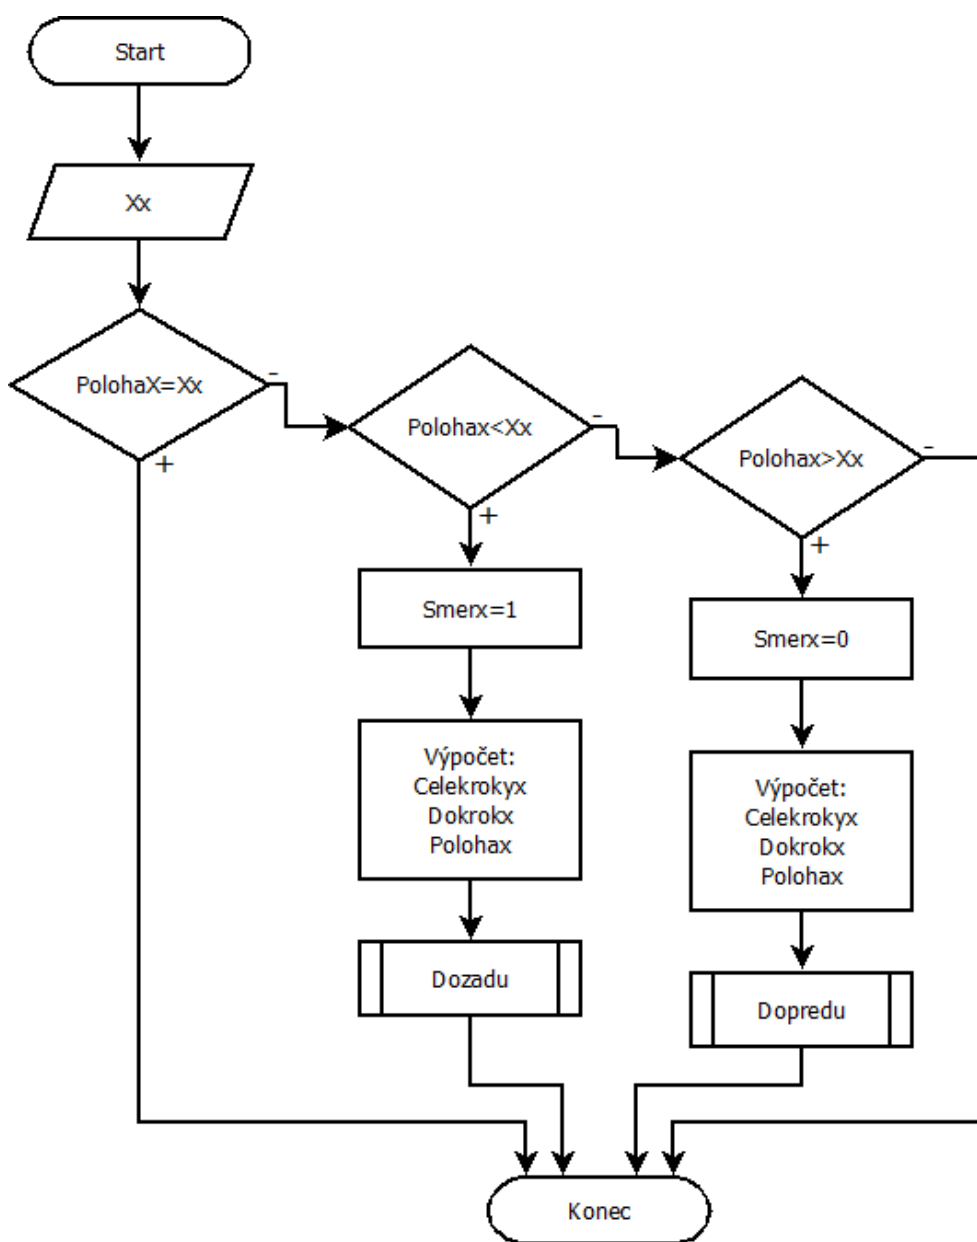 Start
Xx
PolohaX=Xx
-
+
Polohax<Xx
-
+
Polohax>Xx
-
+
Smerx=1
Smerx=0
Výpočet:
Celekrokyx
Dokrokx
Polohax
Výpočet:
Celekrokyx
Dokrokx
Polohax
Dozadu
Dopredu
Konec